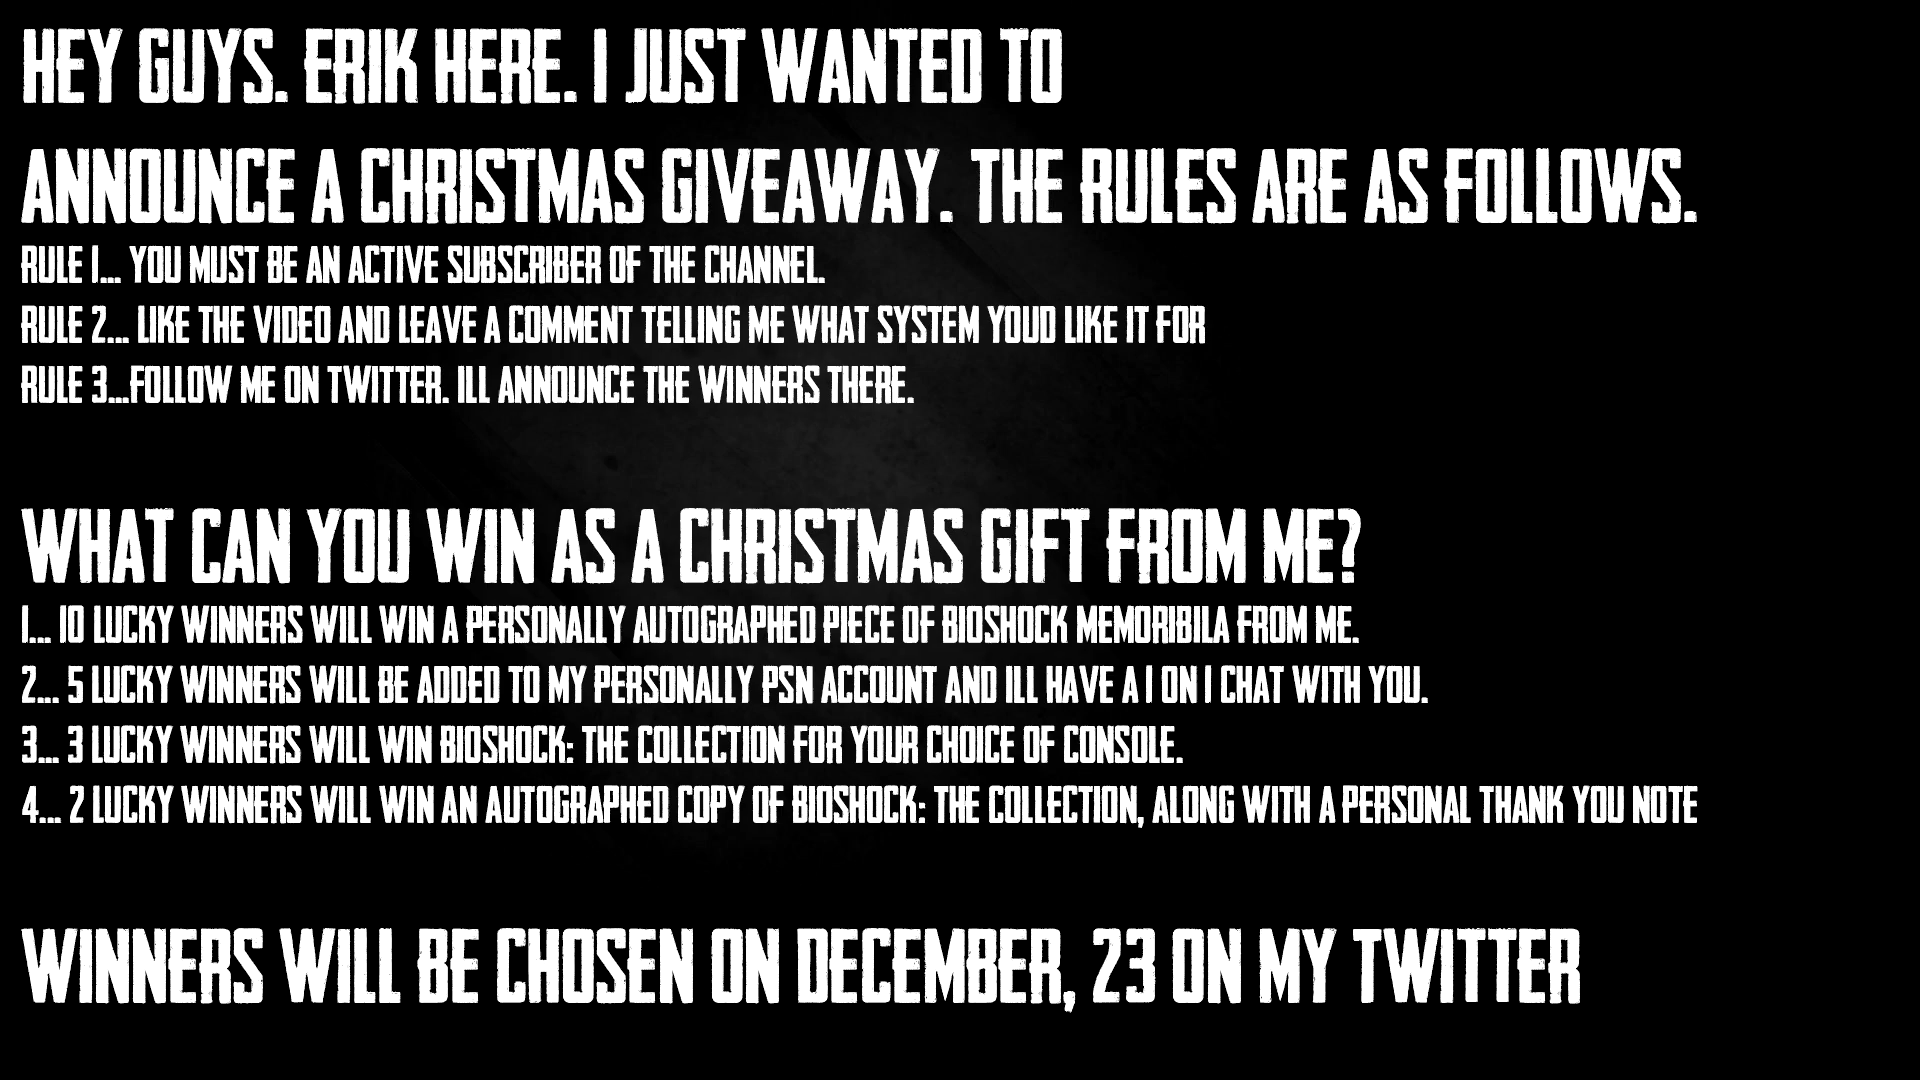 HEY GUYS. ERIK HERE. I JUST WANTED TO
ANNOUNCE A CHRISTMAS GIVEAWAY. THE RULES ARE AS FOLLOWS.
RULE 1... YOU MUST BE AN ACTIVE SUBSCRIBER OF THE CHANNEL.
RULE 2... LIKE THE VIDEO AND LEAVE A COMMENT TELLING ME WHAT SYSTEM YOUD LIKE IT FOR
RULE 3...FOLLOW ME ON TWITTER. ILL ANNOUNCE THE WINNERS THERE.
WHAT CAN YOU WIN AS A CHRISTMAS GIFT FROM ME?
1... 10 LUCKY WINNERS WILL WIN A PERSONALLY AUTOGRAPHED PIECE OF BIOSHOCK MEMORIBILA FROM ME.
2... 5 LUCKY WINNERS WILL BE ADDED TO MY PERSONALLY PSN ACCOUNT AND ILL HAVE A 1 ON 1 CHAT WITH YOU.
3... 3 LUCKY WINNERS WILL WIN BIOSHOCK: THE COLLECTION FOR YOUR CHOICE OF CONSOLE.
4... 2 LUCKY WINNERS WILL WIN AN AUTOGRAPHED COPY OF BIOSHOCK: THE COLLECTION, ALONG WITH A PERSONAL THANK YOU NOTE
WINNERS WILL BE CHOSEN ON DECEMBER, 23 ON MY TWITTER